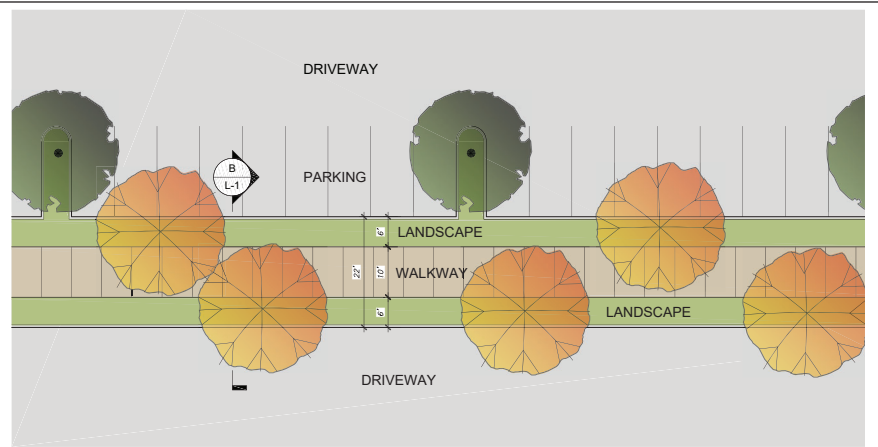 DRIVEWAY
B
L-1
PARKING
6'
LANDSCAPE
22'
10'
WALKWAY
6'
LANDSCAPE
DRIVEWAY